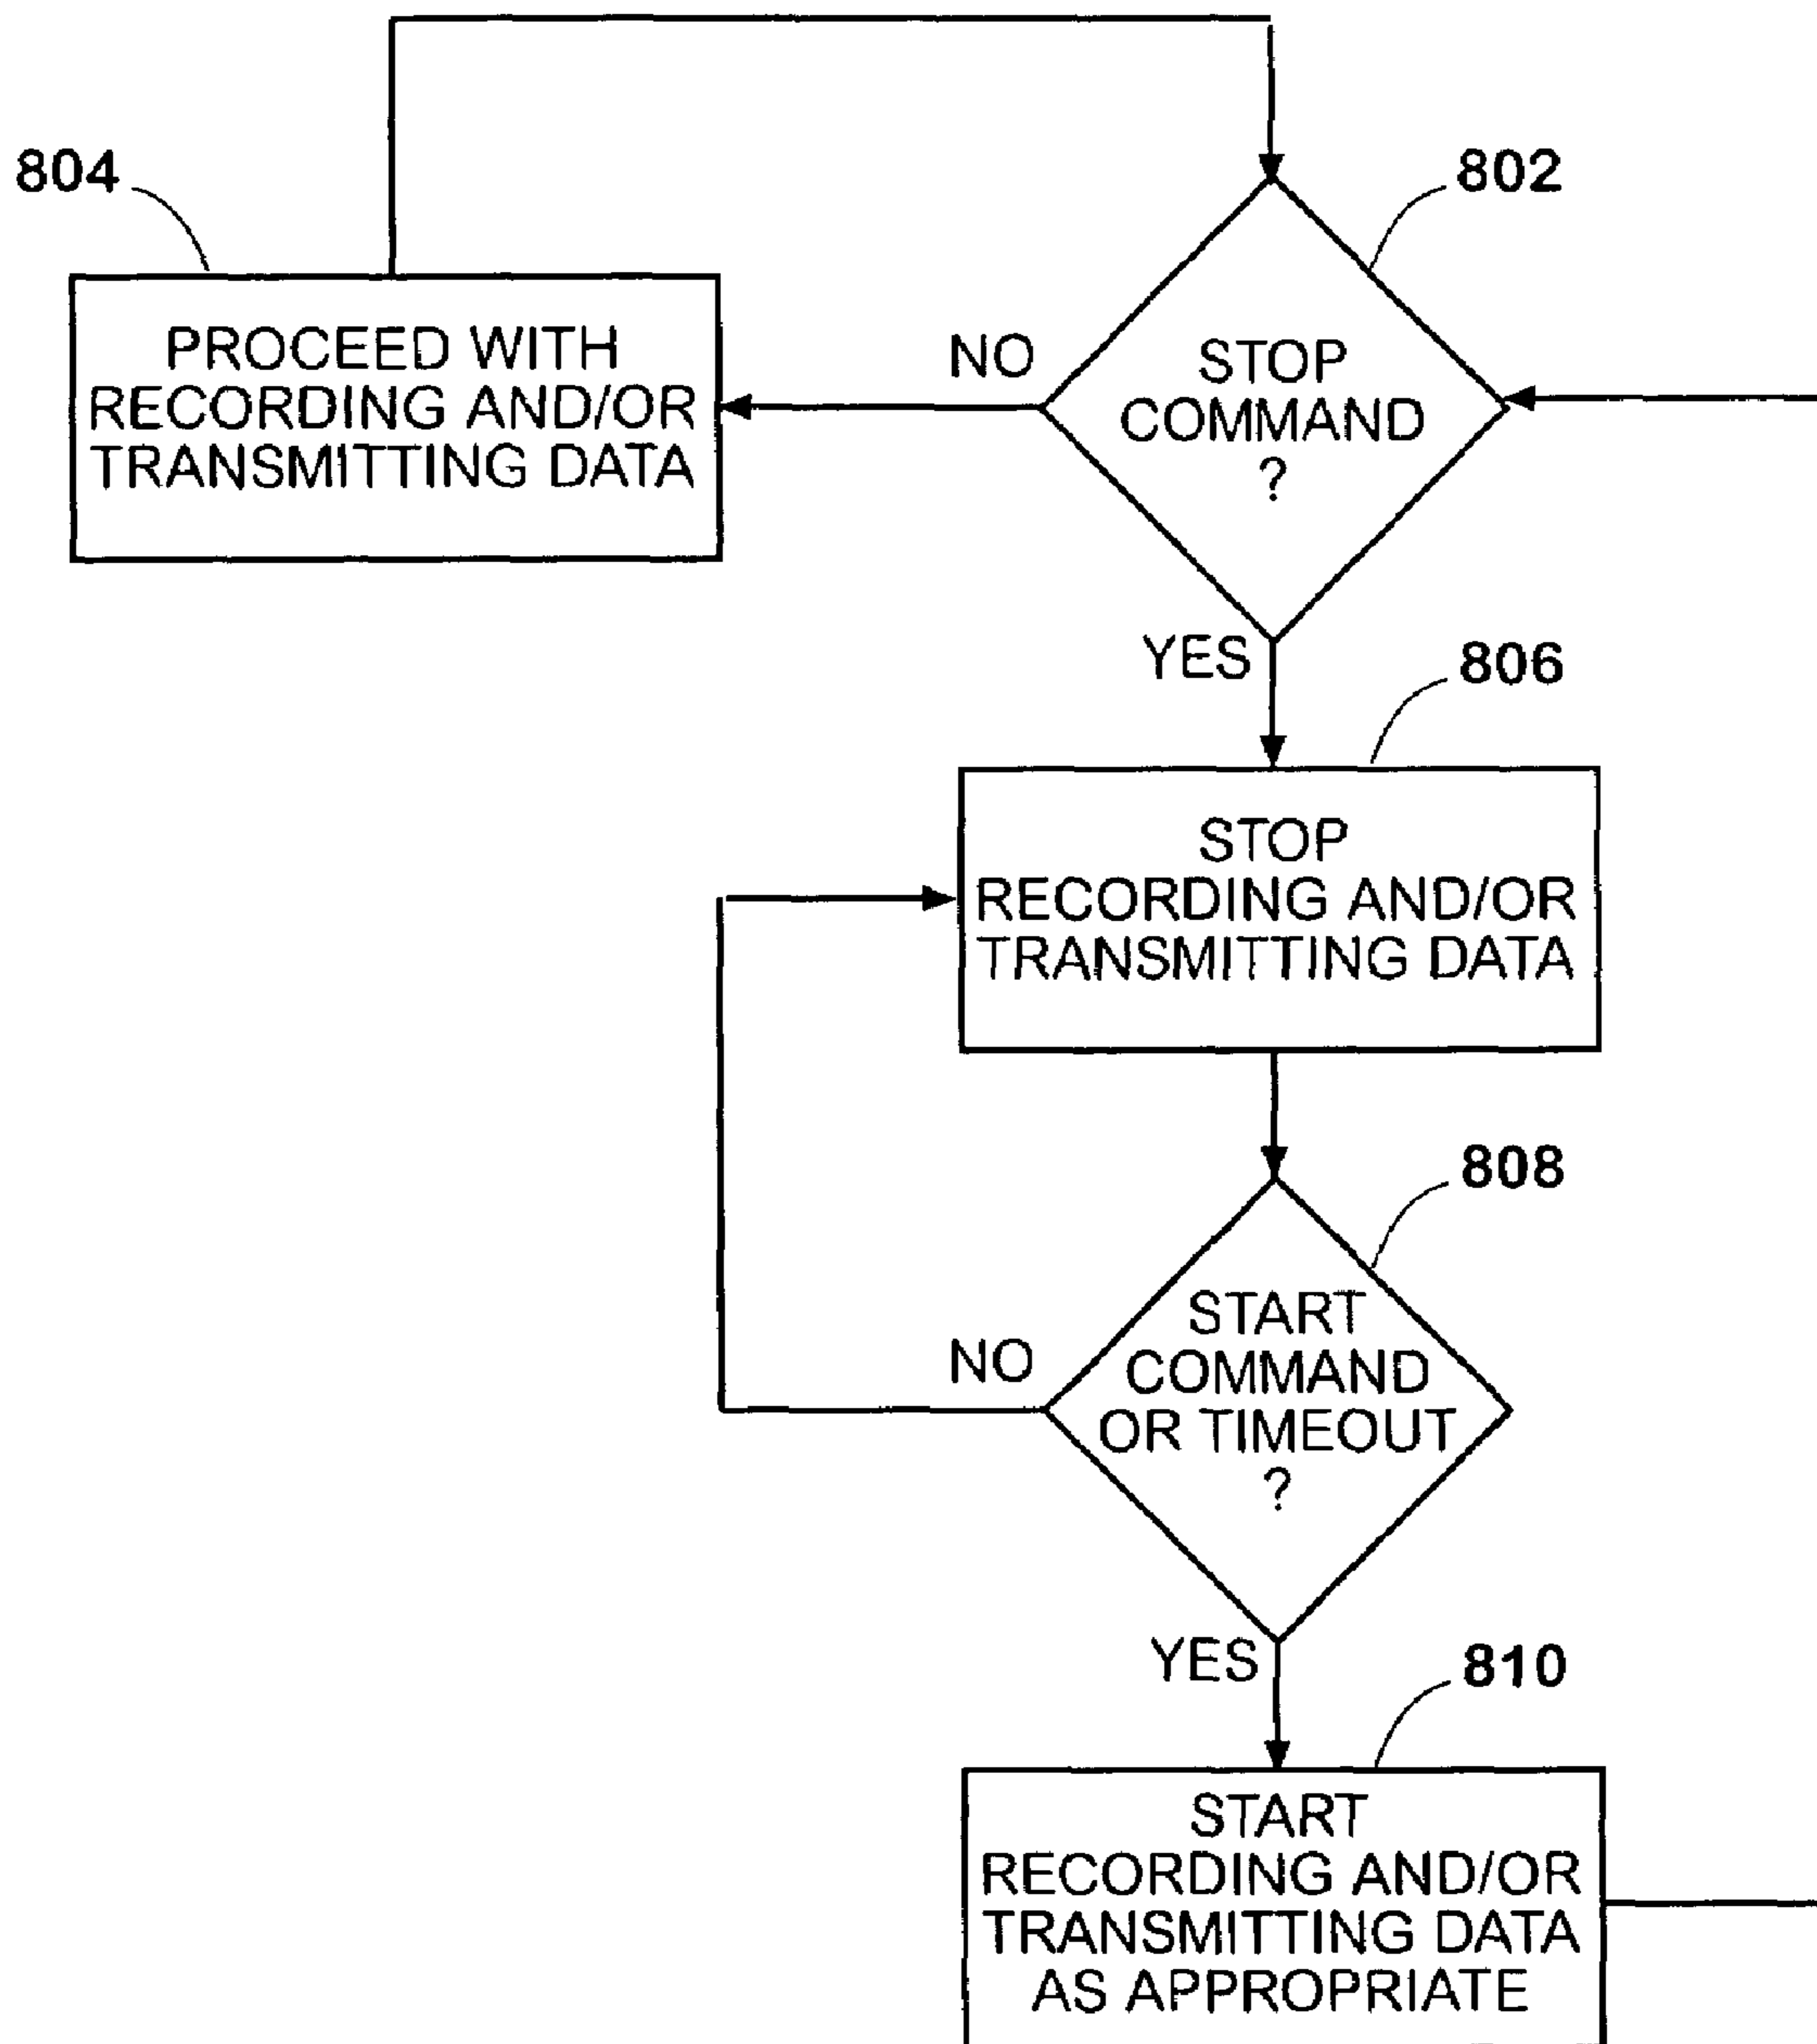 804
802
PROCEED WITH
RECORDING AND/OR
TRANSMITTING DATA
NO
STOP
COMMAND
?
YES
806
STOP
RECORDING AND/OR
TRANSMITTING DATA
808
NO
START
COMMAND
OR TIMEOUT
?
YES
810
START
RECORDING AND/OR
TRANSMITTING DATA
AS APPROPRIATE